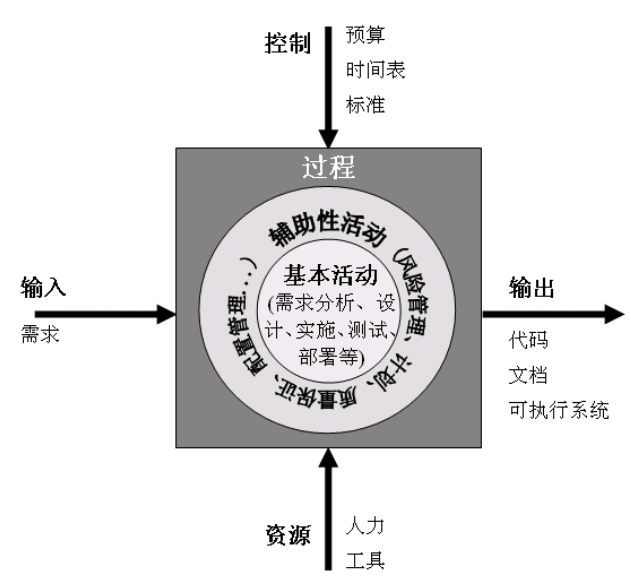 控制
预算
时间表
标准
过程
辅助性活动(风险管理、计划、质量保证、配置管理...)
基本活动
(需求分析、设
计、实施、测试、
部署等)
输入
需求
输出
代码
文档
可执行系统
资源
人力
工具